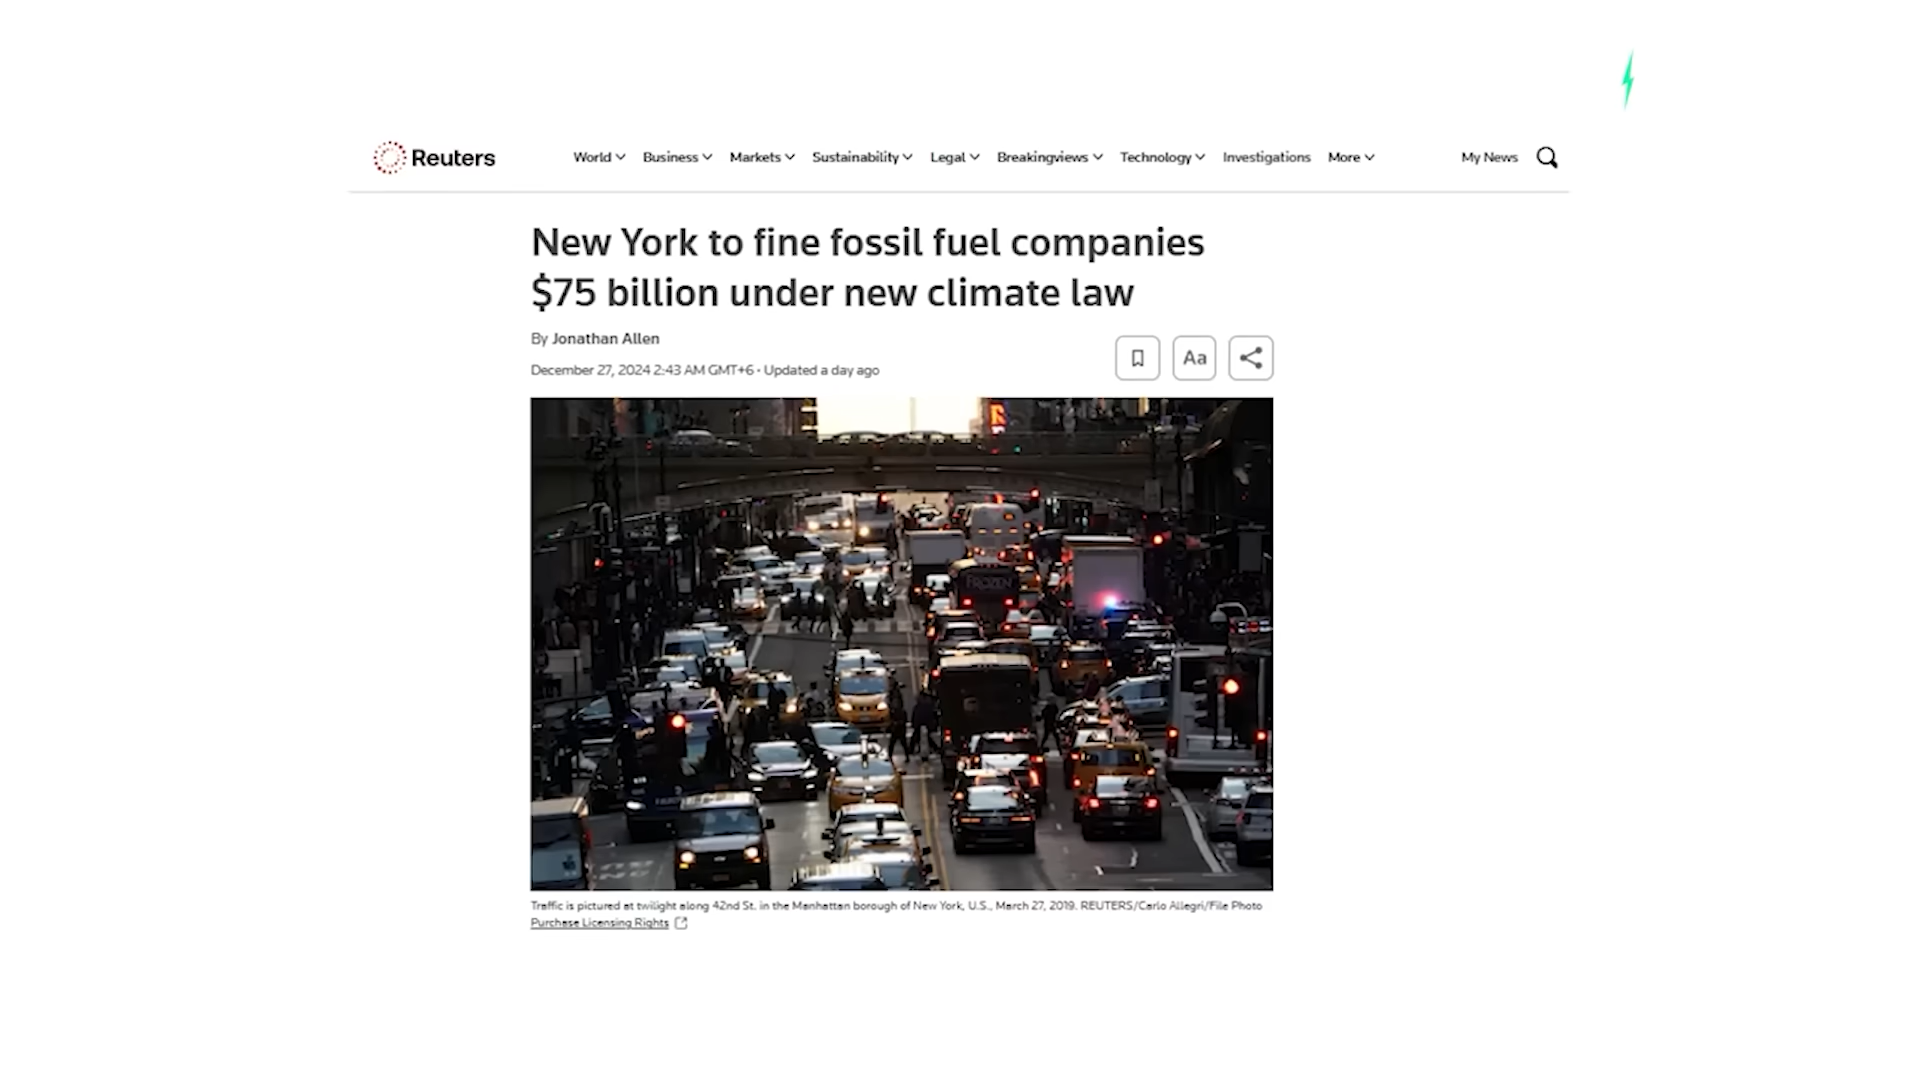 Reuters
World Business Markets Sustainability Legal Breakingviews Technology Investigations More My News
New York to fine fossil fuel companies
$75 billion under new climate law
By Jonathan Allen
December 27, 2024 2:43 AM GMT+6 · Updated a day ago
Aa
FROZEN
Traffic is pictured at twilight along 42nd St. in the Manhattan borough of New York, U.S., March 27, 2019. REUTERS/Carlo Allegri/File Photo
Purchase Licensing Rights